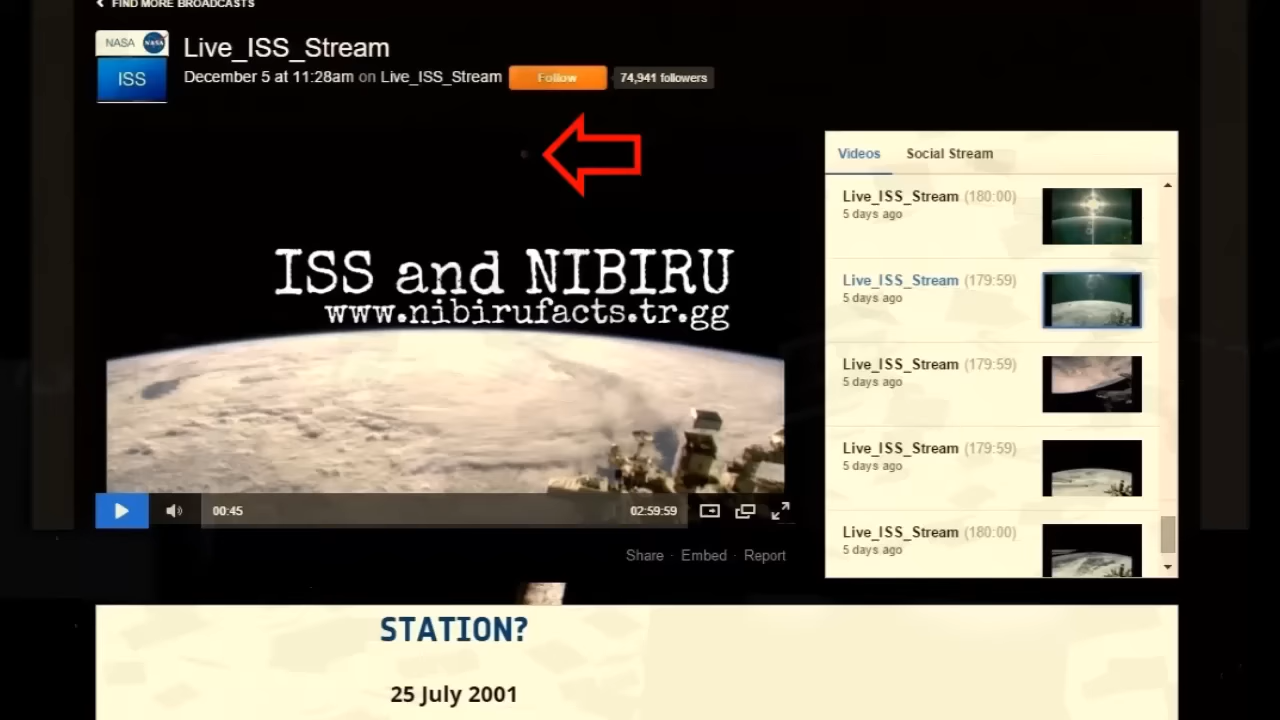 FIND MORE BROADCASTS
NASA NASA
ISS
Live_ISS_Stream
December 5 at 11:28am on Live_ISS_Stream
Follow
74,941 followers
ISS and NIBIRU
www.nibirufacts.tr.gg
00:45
02:59:59
Share · Embed · Report
Videos
Social Stream
Live_ISS_Stream (180:00)
5 days ago
Live_ISS_Stream (179:59)
5 days ago
Live_ISS_Stream (179:59)
5 days ago
Live_ISS_Stream (179:59)
5 days ago
Live_ISS_Stream (180:00)
5 days ago
STATION?
25 July 2001